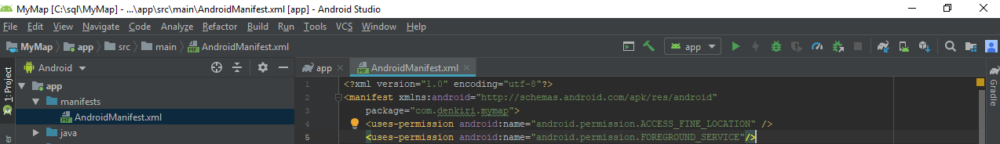 MyMap [C:\sql\MyMap] - ...\app\src\main\AndroidManifest.xml [app] - Android Studio
File Edit View Navigate Code Analyze Refactor Build Run Tools VCS Window Help
MyMap app src main AndroidManifest.xml app
1: Project Android app AndroidManifest.xml Gradle
app 1 <?xml version="1.0" encoding="utf-8"?>
manifests 2 <manifest xmlns:android="http://schemas.android.com/apk/res/android"
3 package="com.denkiri.mymap">
AndroidManifest.xml 4 <uses-permission android:name="android.permission.ACCESS_FINE_LOCATION" />
java 5 <uses-permission android:name="android.permission.FOREGROUND_SERVICE"/>